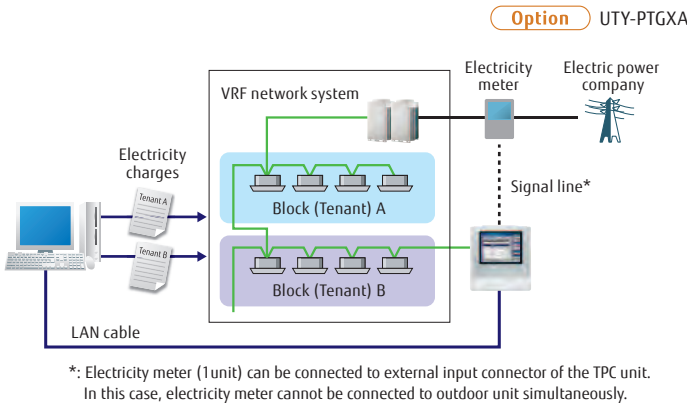 Option UTY-PTGXA
Electricity
meter
Electric power
company
VRF network system
Electricity
charges
Tenant A
Tenant B
Block (Tenant) A
Signal line*
Block (Tenant) B
LAN cable
*: Electricity meter (1unit) can be connected to external input connector of the TPC unit.
In this case, electricity meter cannot be connected to outdoor unit simultaneously.